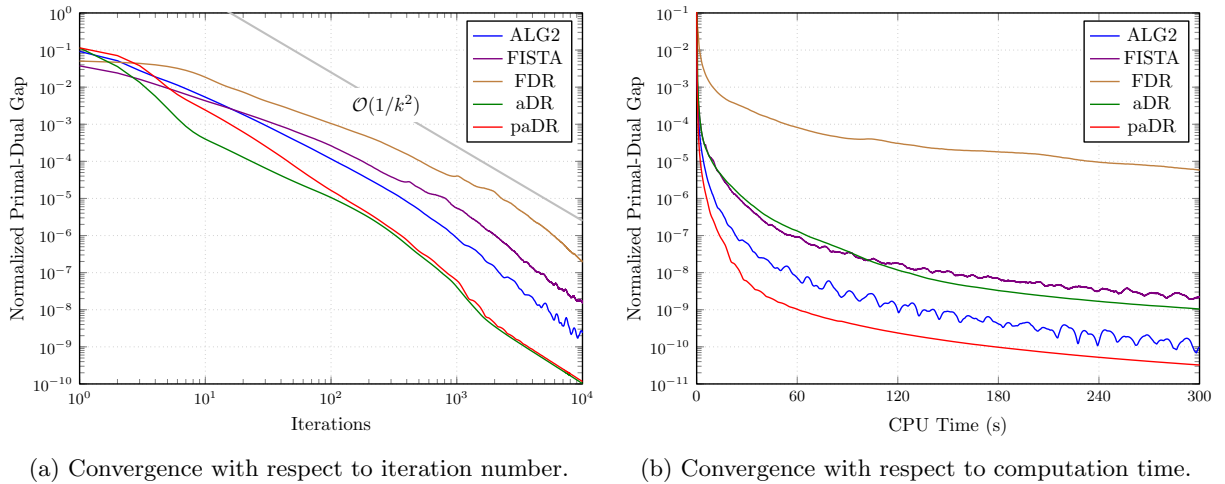 Normalized Primal-Dual Gap
10^0
10^−1
10^−2
10^−3
10^−4
10^−5
10^−6
10^−7
10^−8
10^−9
10^−10
O(1/k^2)
ALG2
FISTA
FDR
aDR
paDR
10^0 10^1 10^2 10^3 10^4
Iterations
(a) Convergence with respect to iteration number.
Normalized Primal-Dual Gap
10^−1
10^−2
10^−3
10^−4
10^−5
10^−6
10^−7
10^−8
10^−9
10^−10
10^−11
ALG2
FISTA
FDR
aDR
paDR
0 60 120 180 240 300
CPU Time (s)
(b) Convergence with respect to computation time.